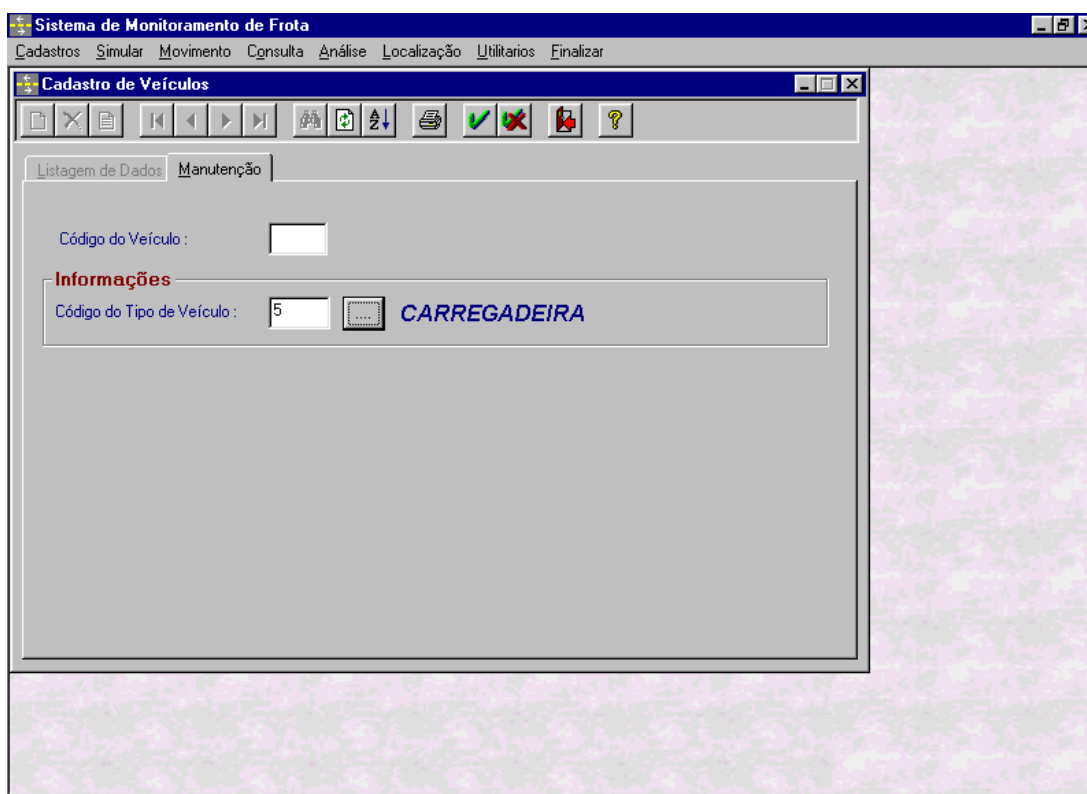 Sistema de Monitoramento de Frota
Cadastros Simular Movimento Consulta Análise Localização Utilitarios Finalizar
Cadastro de Veículos
Listagem de Dados Manutenção
Código do Veículo :
Informações
Código do Tipo de Veículo : 5 .... CARREGADEIRA